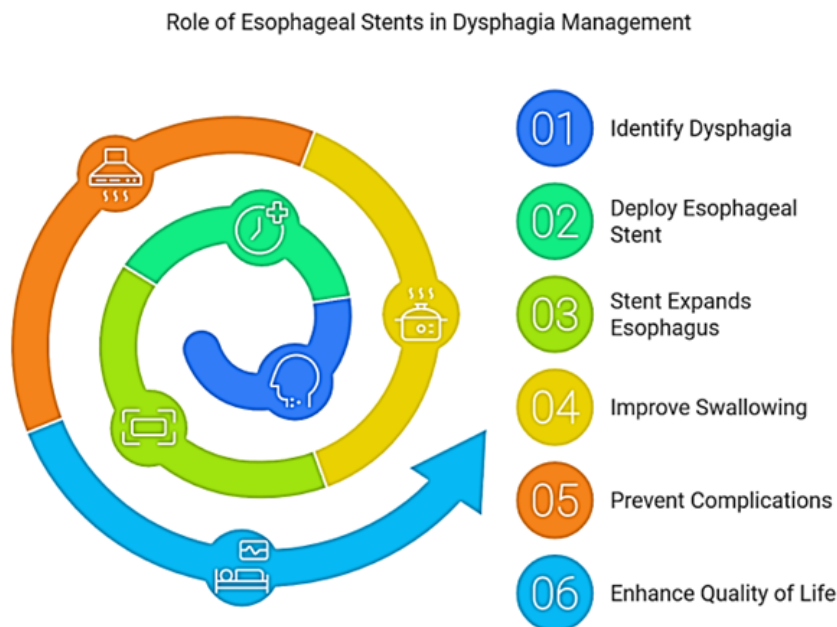 Role of Esophageal Stents in Dysphagia Management
01
Identify Dysphagia
02
Deploy Esophageal
Stent
03
Stent Expands
Esophagus
04
Improve Swallowing
05
Prevent Complications
06
Enhance Quality of Life